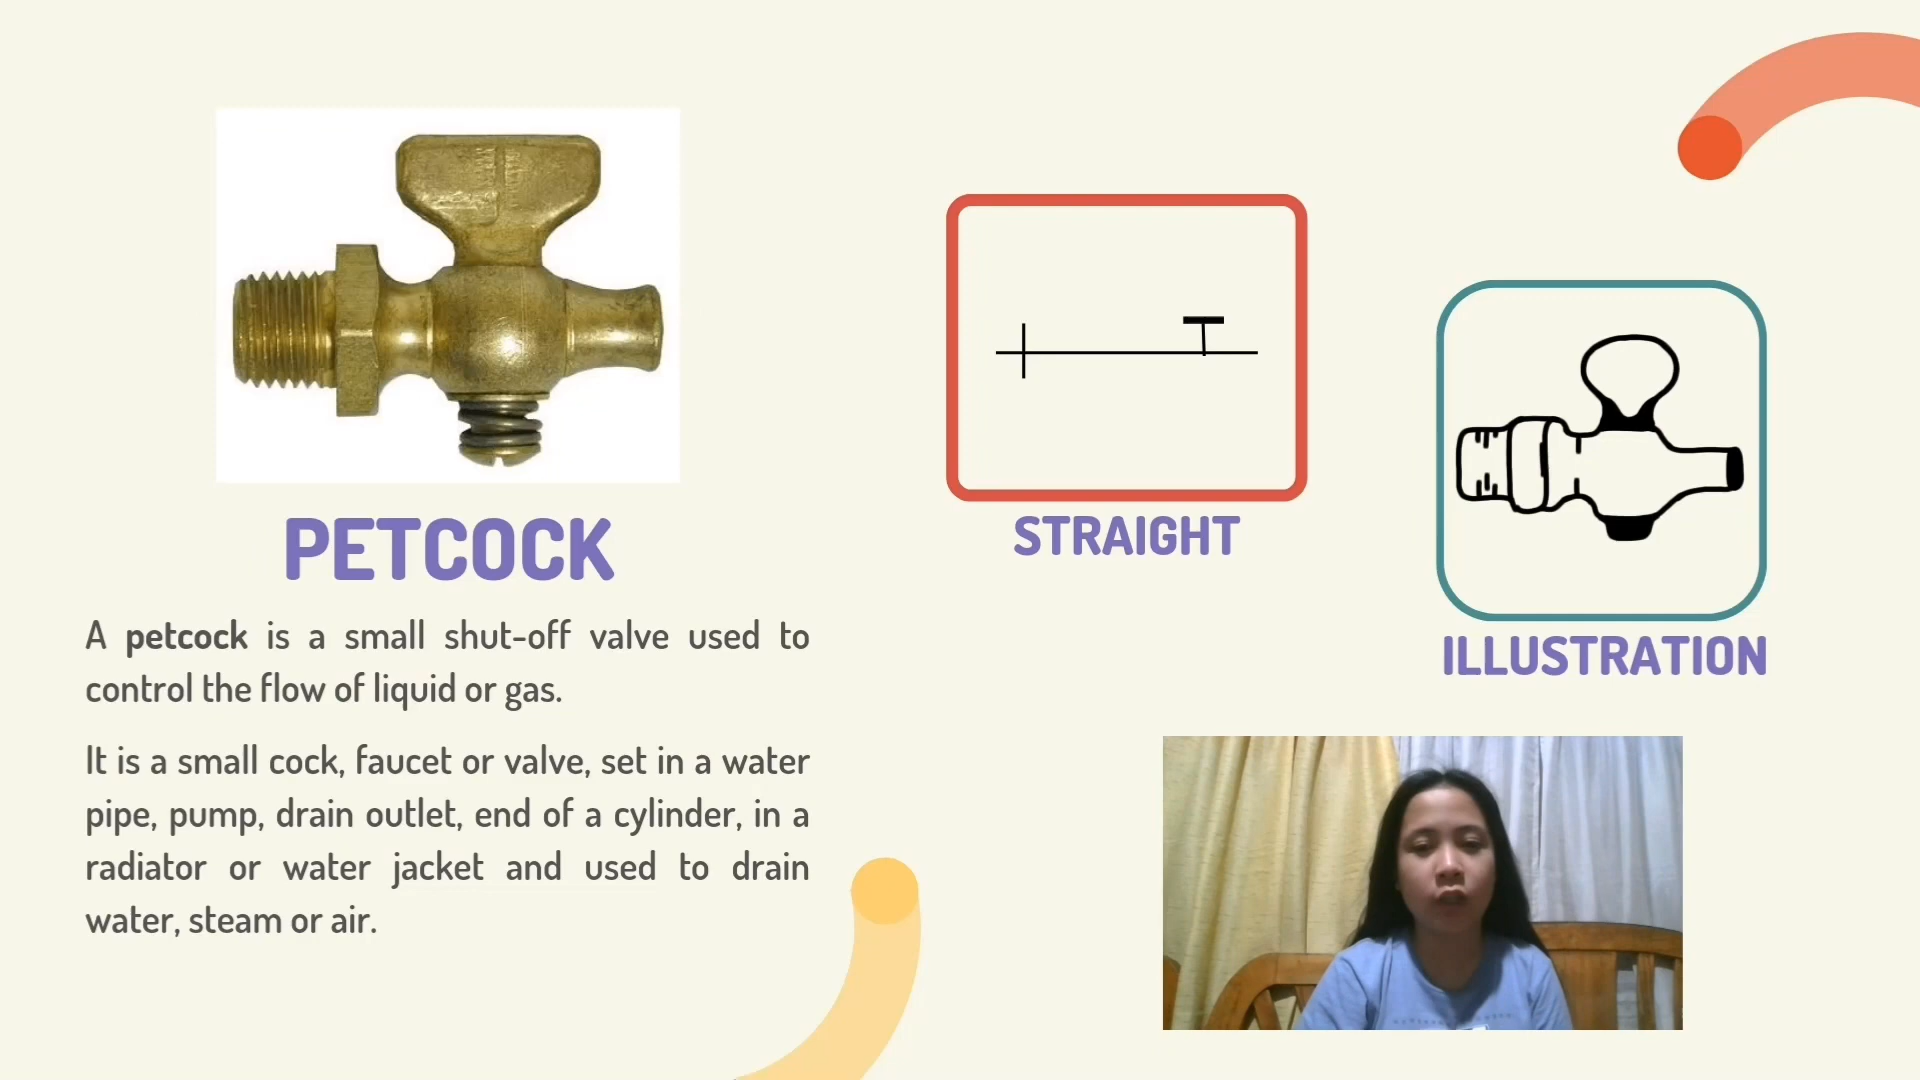 PETCOCK
A petcock is a small shut-off valve used to
control the flow of liquid or gas.
It is a small cock, faucet or valve, set in a water
pipe, pump, drain outlet, end of a cylinder, in a
radiator or water jacket and used to drain
water, steam or air.
STRAIGHT
ILLUSTRATION